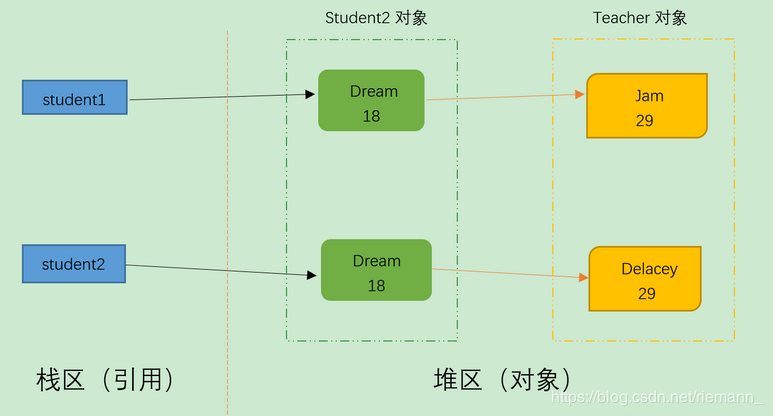 Student2 对象
Teacher 对象
student1
Dream
18
Jam
29
student2
Dream
18
Delacey
29
栈区（引用）
堆区（对象）
https://blog.csdn.net/riemann_